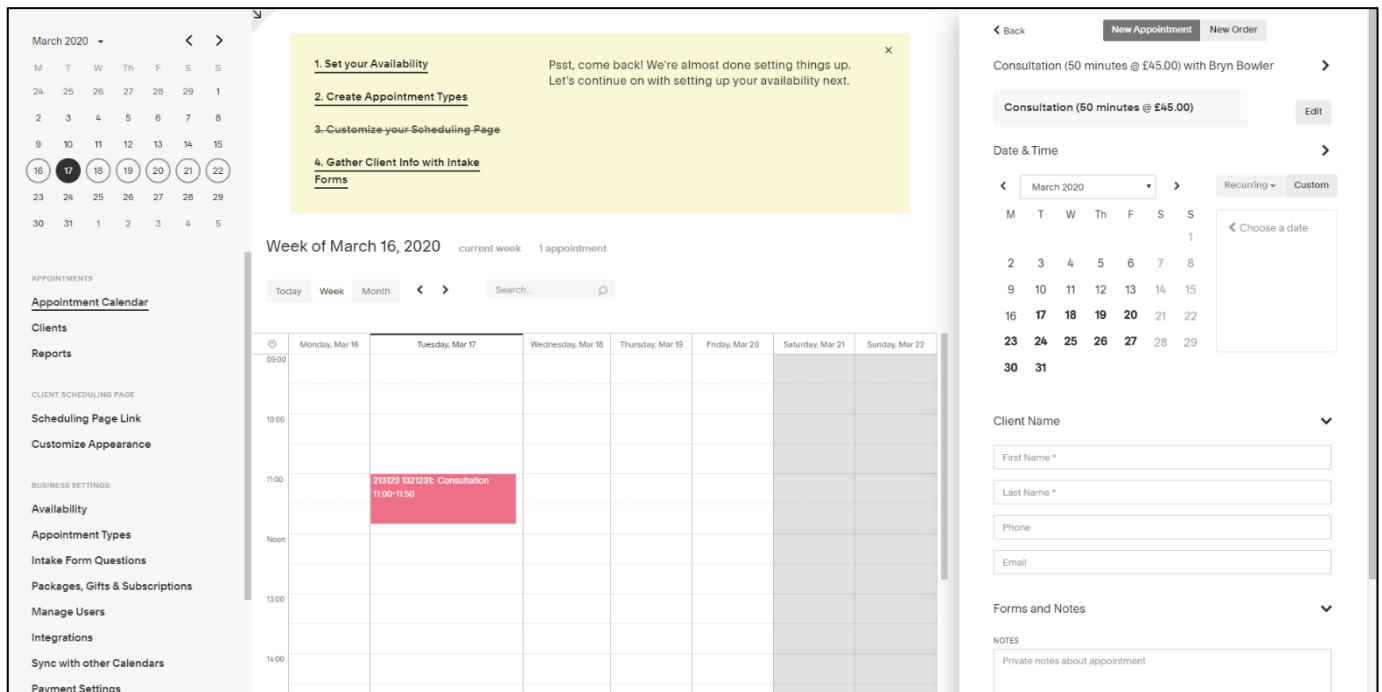 March 2020
M T W Th F S S
24 25 26 27 28 29 1
2 3 4 5 6 7 8
9 10 11 12 13 14 15
16 17 18 19 20 21 22
23 24 25 26 27 28 29
30 31 1 2 3 4 5
APPOINTMENTS
Appointment Calendar
Clients
Reports
CLIENT SCHEDULING PAGE
Scheduling Page Link
Customize Appearance
BUSINESS SETTINGS
Availability
Appointment Types
Intake Form Questions
Packages, Gifts & Subscriptions
Manage Users
Integrations
Sync with other Calendars
Payment Settings
1. Set your Availability
2. Create Appointment Types
3. Customize your Scheduling Page
4. Gather Client Info with Intake
Forms
Psst, come back! We're almost done setting things up.
Let's continue on with setting up your availability next.
×
Week of March 16, 2020 current week 1 appointment
Today Week Month
Search...
Monday, Mar 16 Tuesday, Mar 17 Wednesday, Mar 18 Thursday, Mar 19 Friday, Mar 20 Saturday, Mar 21 Sunday, Mar 22
09:00
10:00
11:00
213123 1321231: Consultation
11:00-11:50
Noon
13:00
14:00
Back
New Appointment New Order
Consultation (50 minutes @ £45.00) with Bryn Bowler
Consultation (50 minutes @ £45.00)
Edit
Date & Time
March 2020
Recurring Custom
M T W Th F S S
1
2 3 4 5 6 7 8
9 10 11 12 13 14 15
16 17 18 19 20 21 22
23 24 25 26 27 28 29
30 31
Choose a date
Client Name
First Name *
Last Name *
Phone
Email
Forms and Notes
NOTES
Private notes about appointment